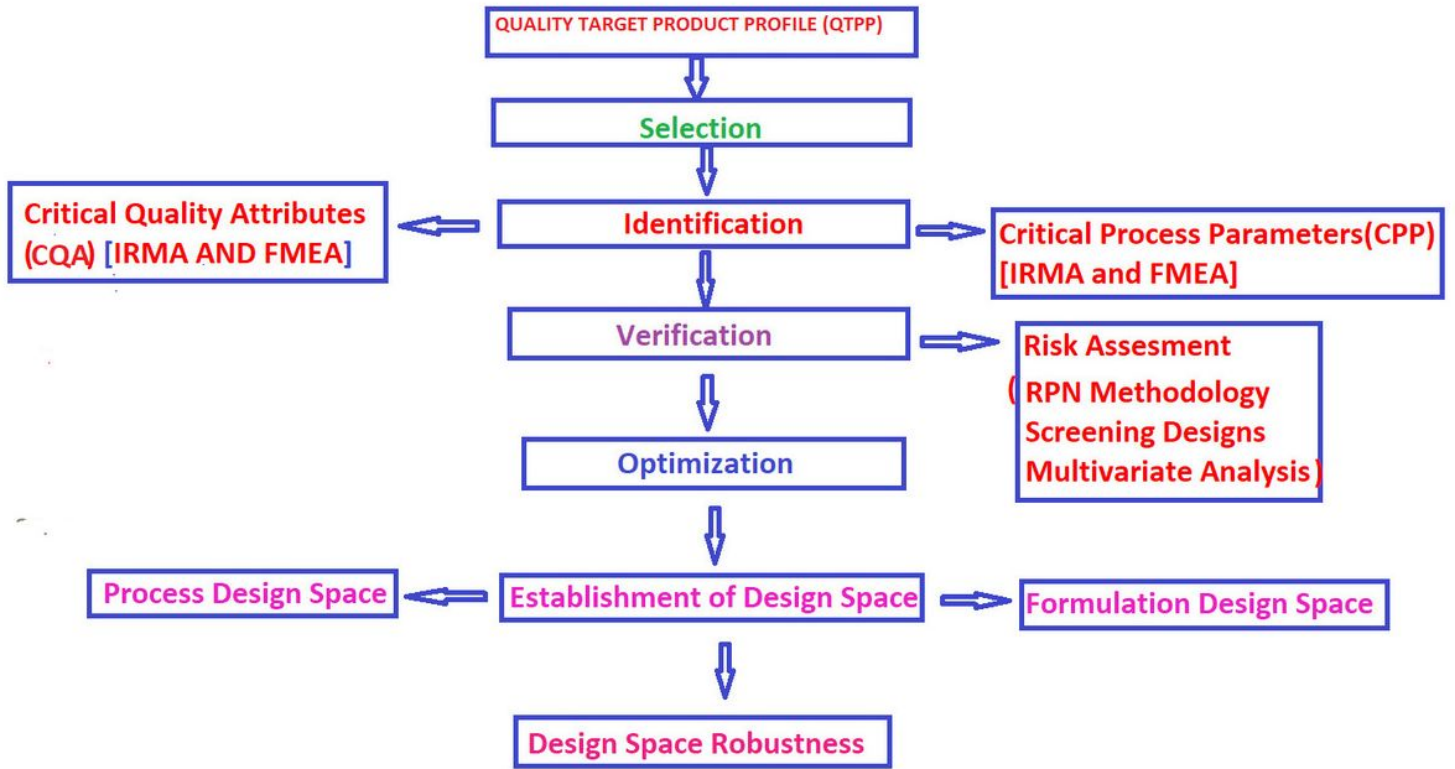 QUALITY TARGET PRODUCT PROFILE (QTPP)
Selection
Critical Quality Attributes
(CQA) [IRMA AND FMEA]
Identification
Critical Process Parameters(CPP)
[IRMA and FMEA]
Verification
Risk Assesment
( RPN Methodology
Screening Designs
Multivariate Analysis )
Optimization
Process Design Space
Establishment of Design Space
Formulation Design Space
Design Space Robustness